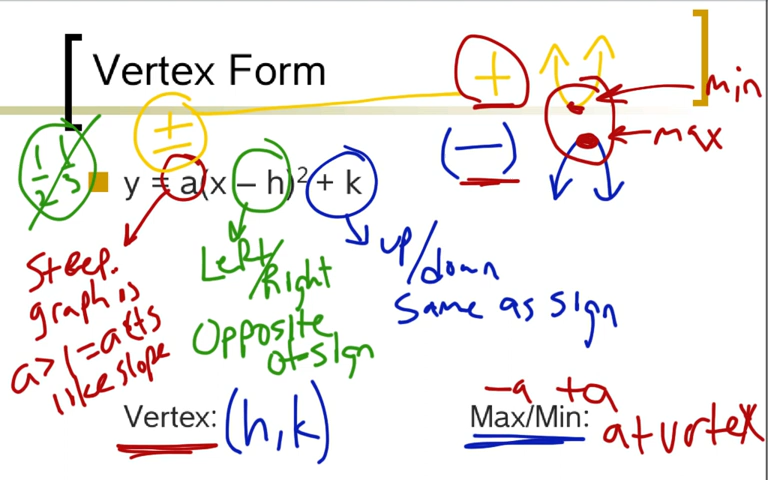 Vertex Form
+
min
±
max
(—)
1/2 1/3
y = a(x – h)² + k
Steep.
graph is
a>1=acts
like slope
Left/Right
Opposite
of sign
up/down
same as sign
Vertex: (h,k)
-a +a
Max/Min: at vertex